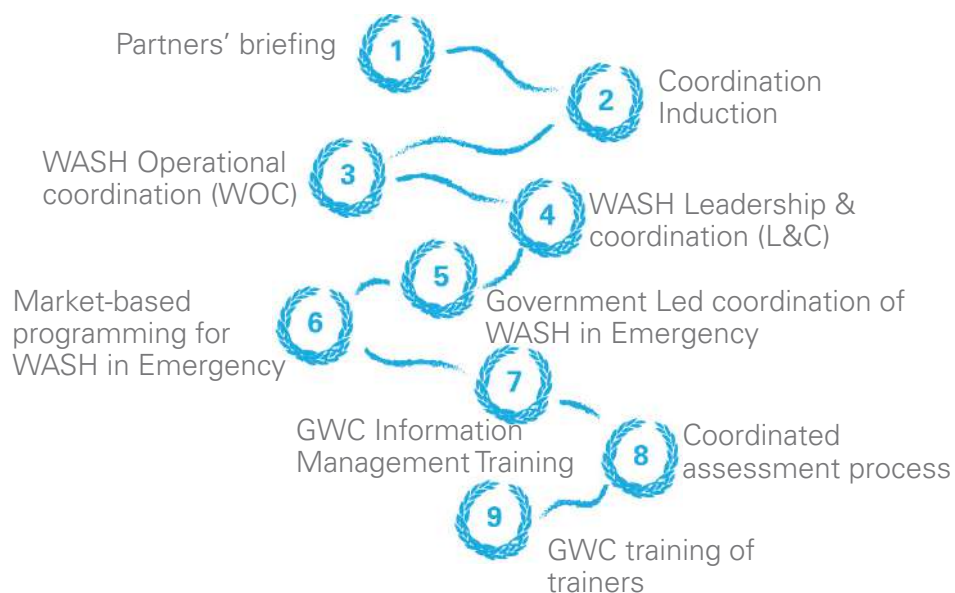 Partners’ briefing
1
2
Coordination
Induction
WASH Operational
coordination (WOC)
3
4
WASH Leadership &
coordination (L&C)
5
Government Led coordination of
WASH in Emergency
Market-based
programming for
WASH in Emergency
6
7
GWC Information
Management Training
8
Coordinated
assessment process
9
GWC training of
trainers